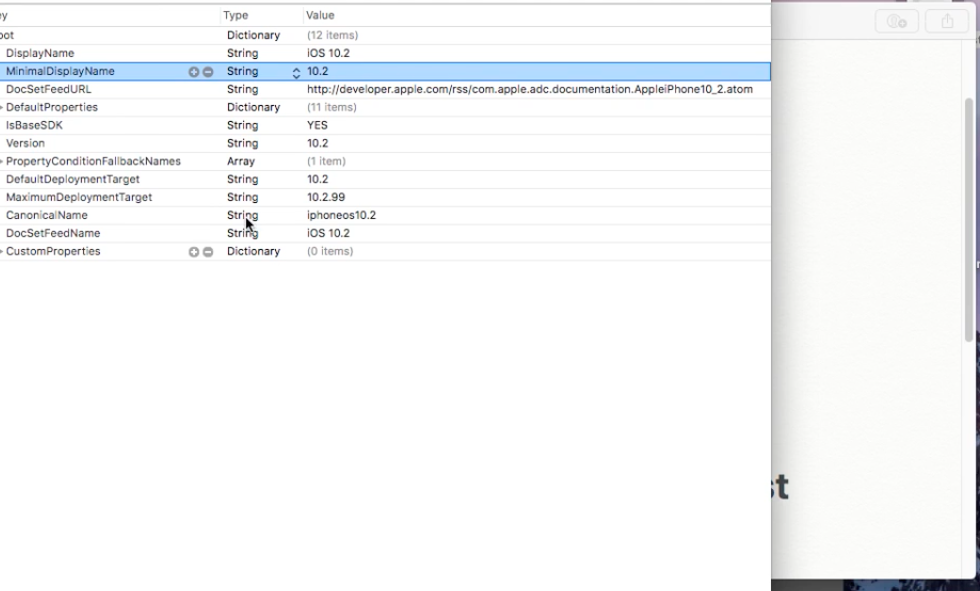 ey Type Value
oot Dictionary (12 items)
DisplayName String iOS 10.2
MinimalDisplayName String 10.2
DocSetFeedURL String http://developer.apple.com/rss/com.apple.adc.documentation.AppleiPhone10_2.atom
DefaultProperties Dictionary (11 items)
IsBaseSDK String YES
Version String 10.2
PropertyConditionFallbackNames Array (1 item)
DefaultDeploymentTarget String 10.2
MaximumDeploymentTarget String 10.2.99
CanonicalName String iphoneos10.2
DocSetFeedName String iOS 10.2
CustomProperties Dictionary (0 items)
st